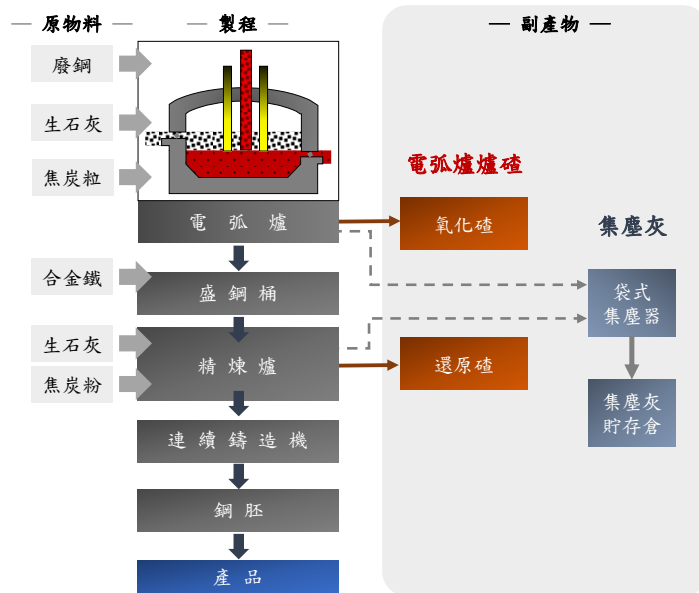 原物料
製程
副產物
廢鋼
生石灰
焦炭粒
電弧爐爐碴
電弧爐
氧化碴
集塵灰
合金鐵
盛鋼桶
袋式
集塵器
生石灰
焦炭粉
精煉爐
還原碴
集塵灰
貯存倉
連續鑄造機
鋼胚
產品